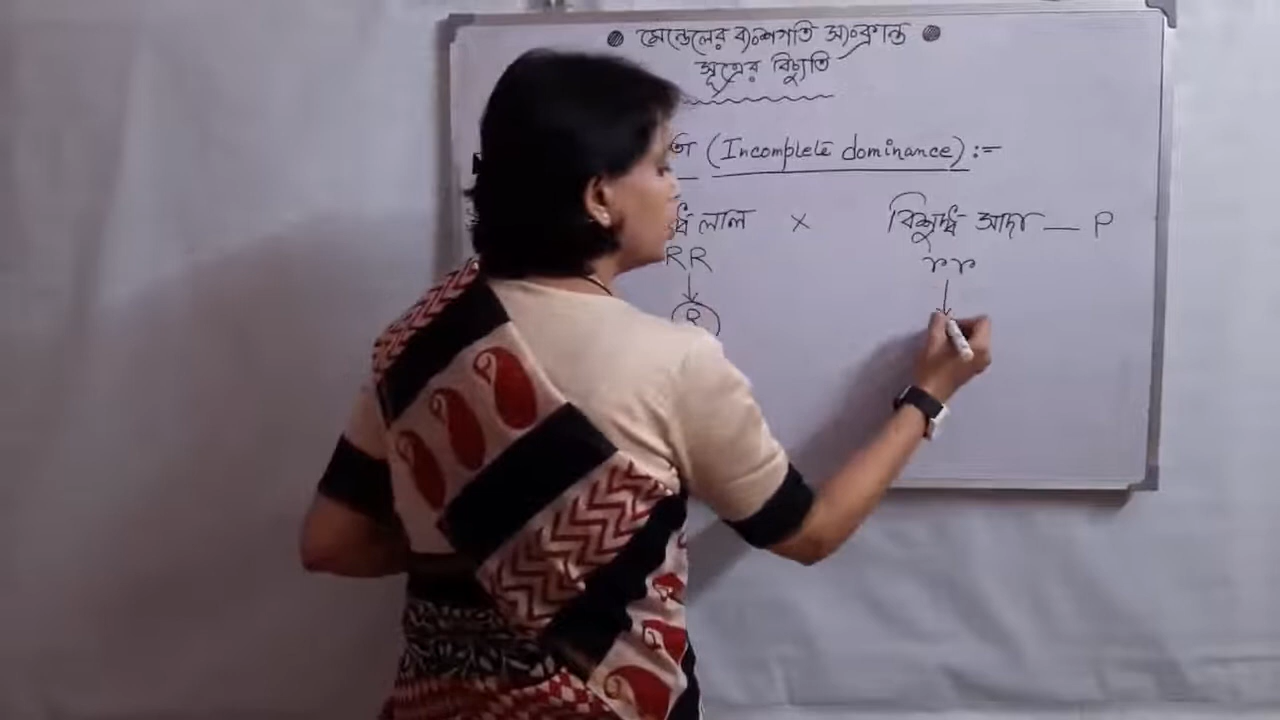 মেন্ডেলের বংশগতি সংক্রান্ত
সূত্রের বিচ্যুতি
(Incomplete dominance) :-
লাল × বিশুদ্ধ সাদা — P
RR rr
R